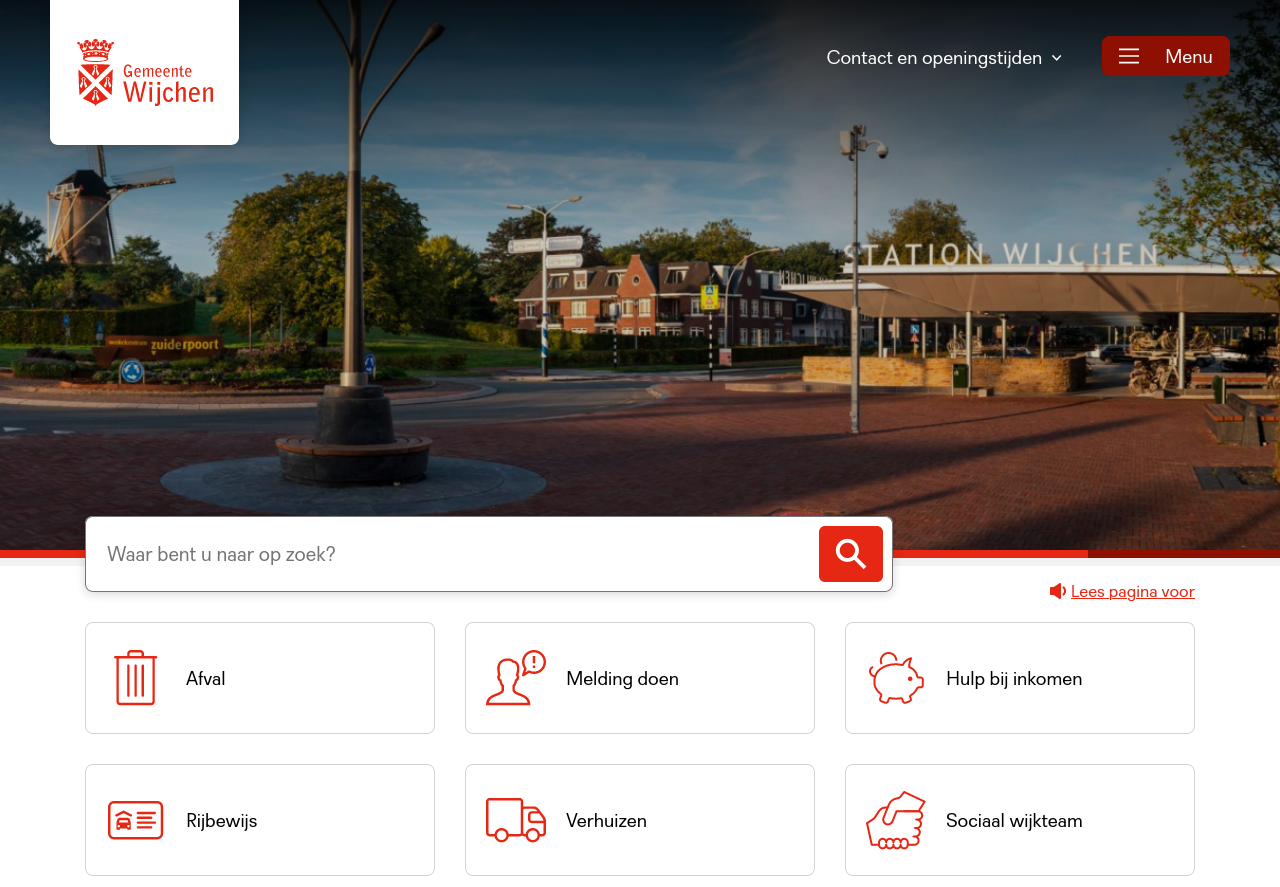 Gemeente
Wijchen
Contact en openingstijden
Menu
STATION WIJCHEN
zuiderpoort
Waar bent u naar op zoek?
Lees pagina voor
Afval
Melding doen
Hulp bij inkomen
Rijbewijs
Verhuizen
Sociaal wijkteam